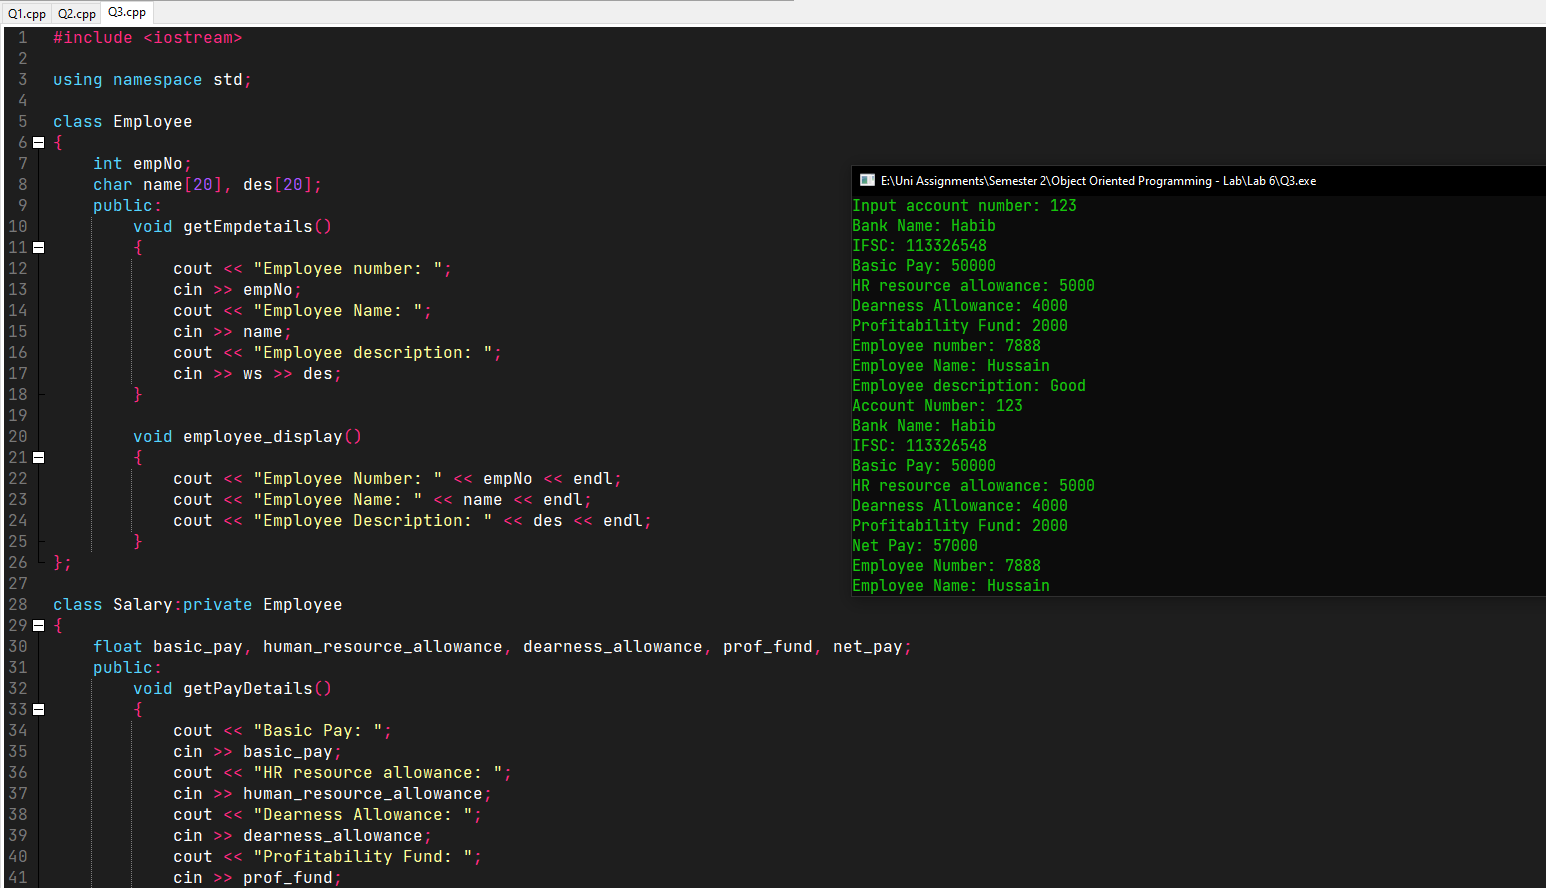 Q1.cpp Q2.cpp Q3.cpp
1 #include <iostream>
2
3 using namespace std;
4
5 class Employee
6 {
7 int empNo;
8 char name[20], des[20];
9 public:
10 void getEmpdetails()
11 {
12 cout << "Employee number: ";
13 cin >> empNo;
14 cout << "Employee Name: ";
15 cin >> name;
16 cout << "Employee description: ";
17 cin >> ws >> des;
18 }
19
20 void employee_display()
21 {
22 cout << "Employee Number: " << empNo << endl;
23 cout << "Employee Name: " << name << endl;
24 cout << "Employee Description: " << des << endl;
25 }
26 };
27
28 class Salary:private Employee
29 {
30 float basic_pay, human_resource_allowance, dearness_allowance, prof_fund, net_pay;
31 public:
32 void getPayDetails()
33 {
34 cout << "Basic Pay: ";
35 cin >> basic_pay;
36 cout << "HR resource allowance: ";
37 cin >> human_resource_allowance;
38 cout << "Dearness Allowance: ";
39 cin >> dearness_allowance;
40 cout << "Profitability Fund: ";
41 cin >> prof_fund;
E:\Uni Assignments\Semester 2\Object Oriented Programming - Lab\Lab 6\Q3.exe
Input account number: 123
Bank Name: Habib
IFSC: 113326548
Basic Pay: 50000
HR resource allowance: 5000
Dearness Allowance: 4000
Profitability Fund: 2000
Employee number: 7888
Employee Name: Hussain
Employee description: Good
Account Number: 123
Bank Name: Habib
IFSC: 113326548
Basic Pay: 50000
HR resource allowance: 5000
Dearness Allowance: 4000
Profitability Fund: 2000
Net Pay: 57000
Employee Number: 7888
Employee Name: Hussain